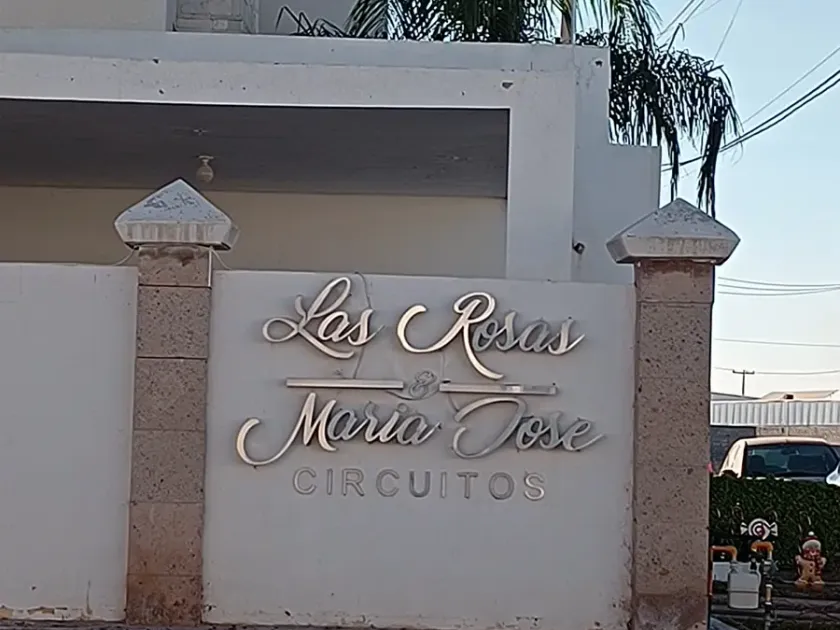 Las Rosas
&
Maria Jose
CIRCUITOS